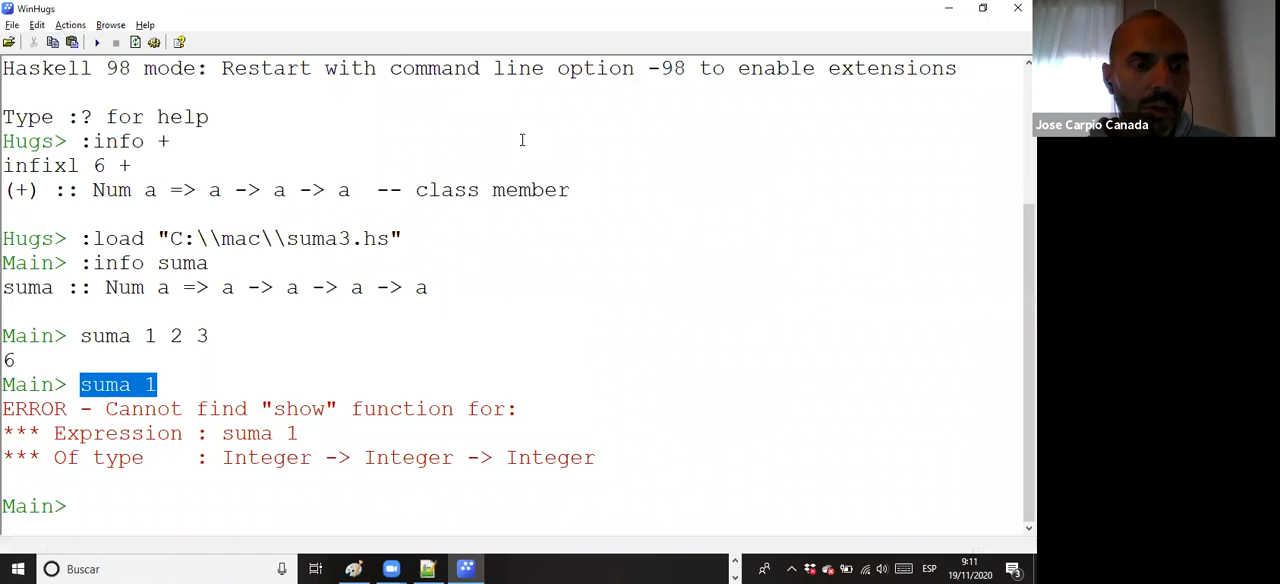 WinHugs
File Edit Actions Browse Help
Haskell 98 mode: Restart with command line option -98 to enable extensions
Type :? for help
Hugs> :info +
infixl 6 +
(+) :: Num a => a -> a -> a  -- class member
Hugs> :load "C:\\mac\\suma3.hs"
Main> :info suma
suma :: Num a => a -> a -> a -> a
Main> suma 1 2 3
6
Main> suma 1
ERROR - Cannot find "show" function for:
*** Expression : suma 1
*** Of type    : Integer -> Integer -> Integer
Main>
Jose Carpio Canada
Buscar
ESP
9:11
19/11/2020
3